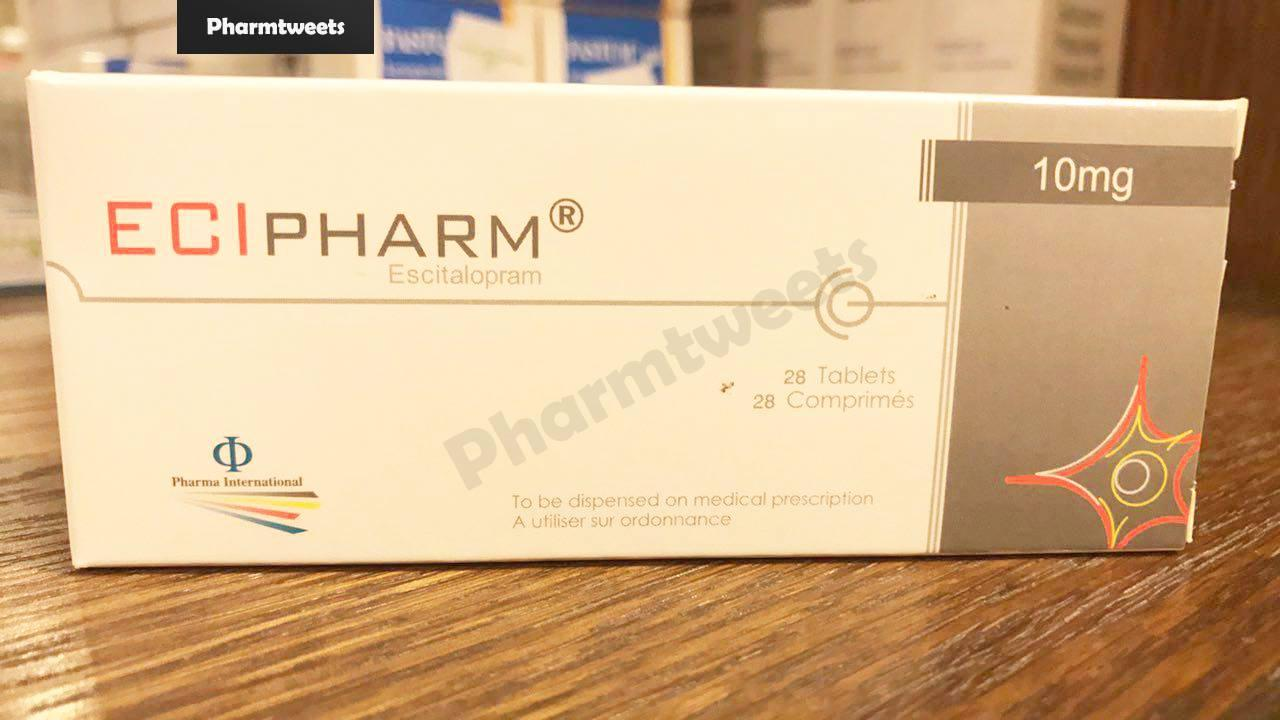 Pharmtweets
10mg
ECIPHARM®
Escitalopram
Pharmtweets
28 Tablets
28 Comprimés
Pharma International
To be dispensed on medical prescription
A utiliser sur ordonnance